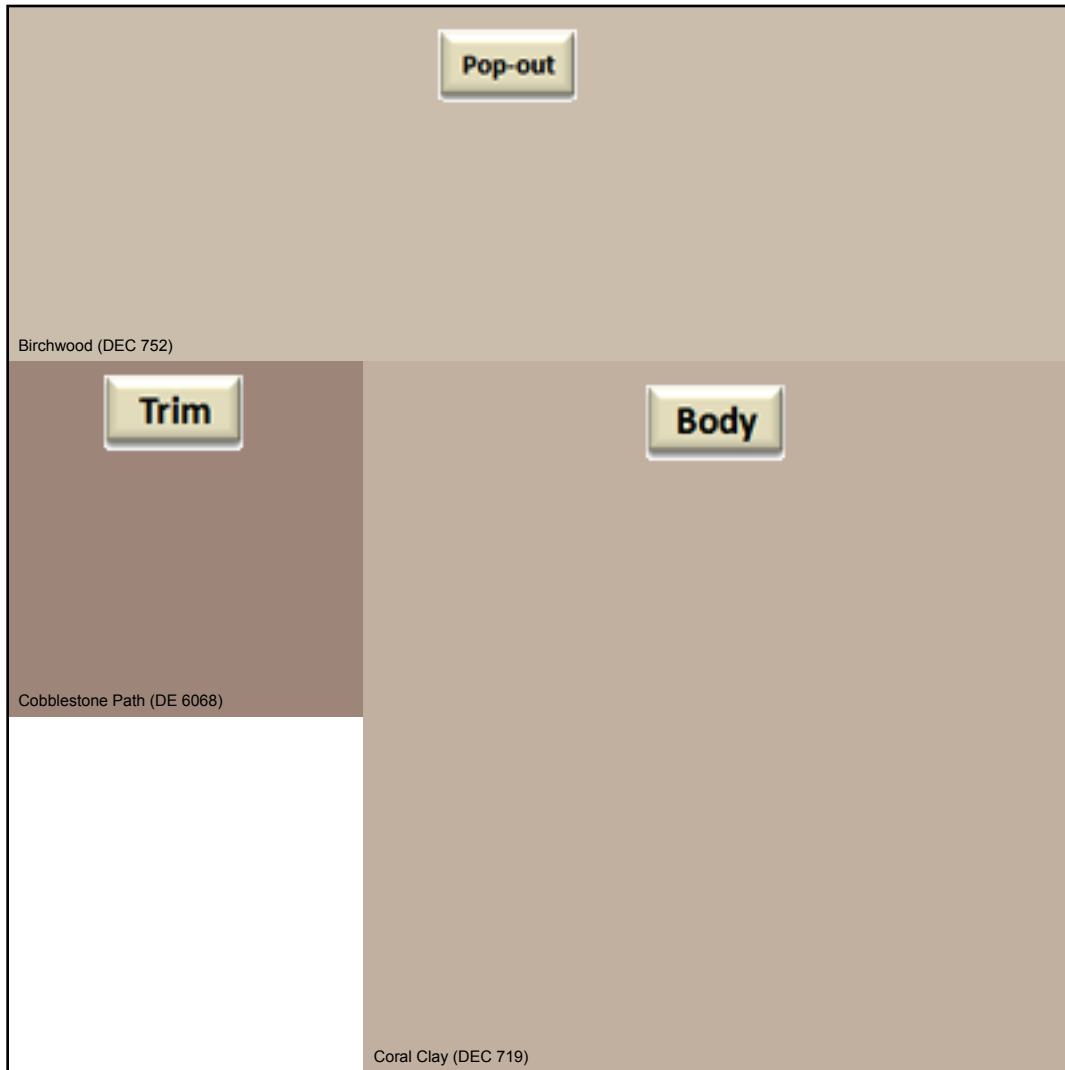 Pop-out
Birchwood (DEC 752)
Trim
Body
Cobblestone Path (DE 6068)
Coral Clay (DEC 719)